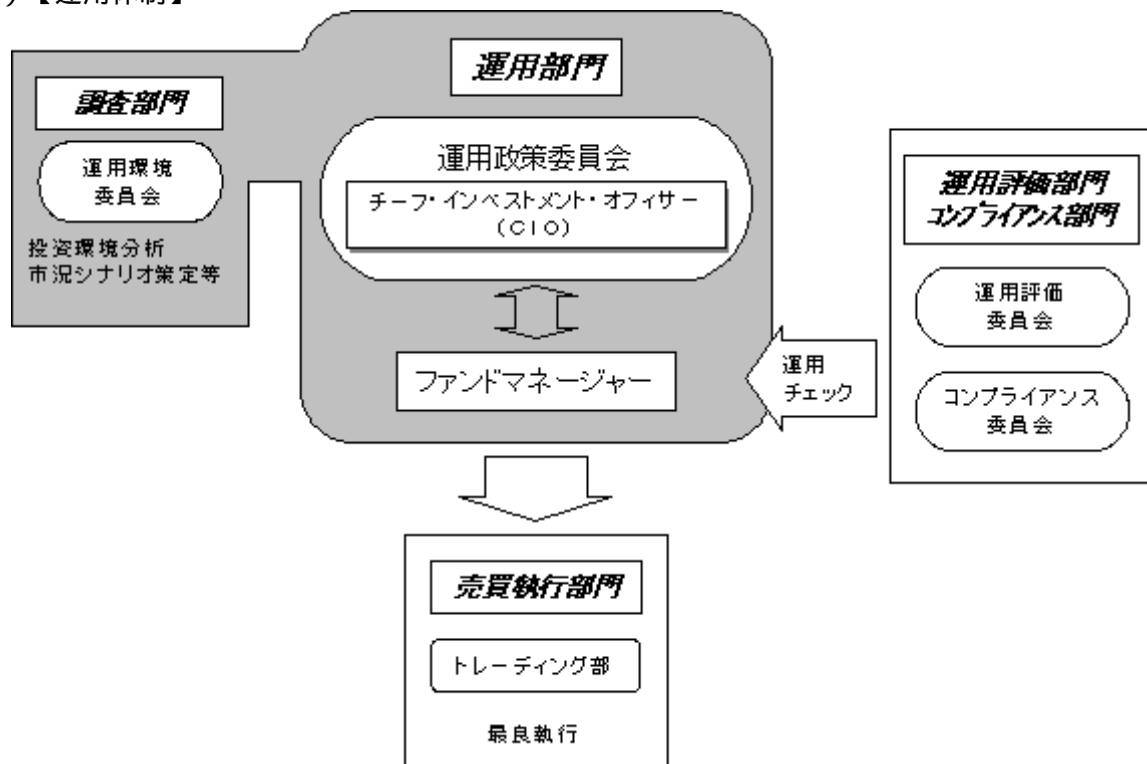 )【運用体制】
運用部門
調査部門
運用環境
委員会
投資環境分析
市況シナリオ策定等
運用政策委員会
チーフ・インベストメント・オフィサー
(CIO)
ファンドマネージャー
運用
チェック
運用評価部門
コンプライアンス部門
運用評価
委員会
コンプライアンス
委員会
売買執行部門
トレーディング部
最良執行